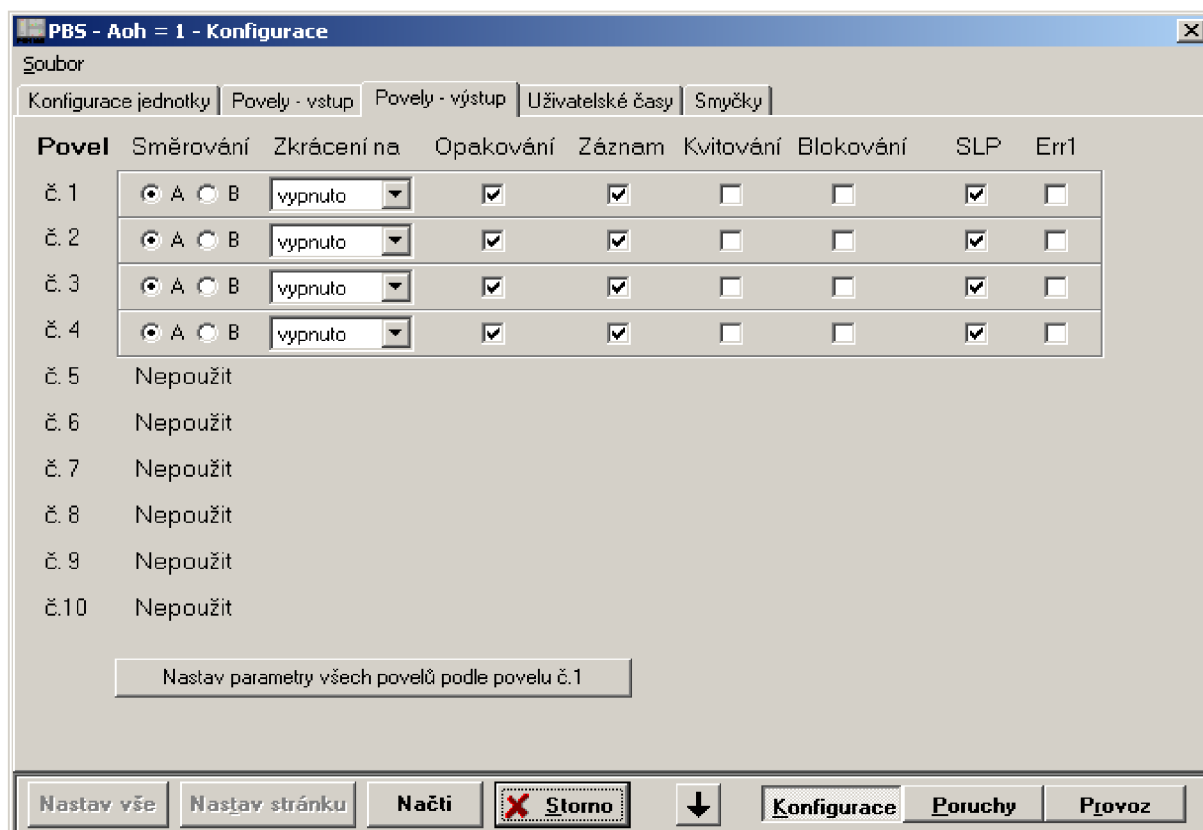 PBS - Aoh = 1 - Konfigurace
Soubor
Konfigurace jednotky Povely - vstup Povely - výstup Uživatelské časy Smyčky
Povel Směrování Zkrácení na Opakování Záznam Kvitování Blokování SLP Err1
č. 1 A B vypnuto
č. 2 A B vypnuto
č. 3 A B vypnuto
č. 4 A B vypnuto
č. 5 Nepoužit
č. 6 Nepoužit
č. 7 Nepoužit
č. 8 Nepoužit
č. 9 Nepoužit
č.10 Nepoužit
Nastav parametry všech povelů podle povelu č.1
Nastav vše Nastav stránku Načti Storno Konfigurace Poruchy Provoz